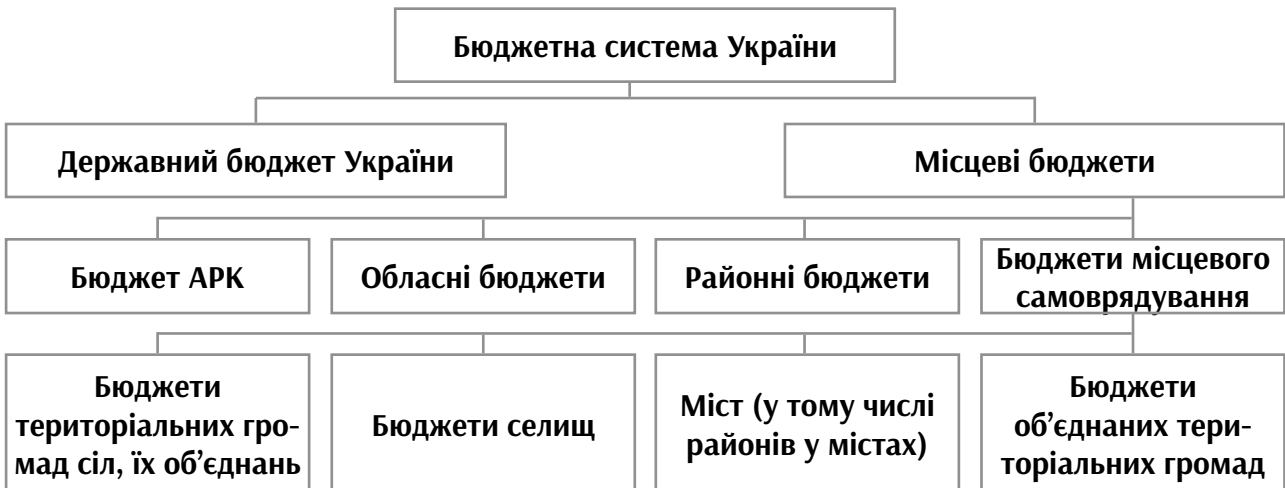 Бюджетна система України
Державний бюджет України
Місцеві бюджети
Бюджет АРК
Обласні бюджети
Районні бюджети
Бюджети місцевого
самоврядування
Бюджети
територіальних гро-
мад сіл, їх об’єднань
Бюджети селищ
Міст (у тому числі
районів у містах)
Бюджети
об’єднаних тери-
торіальних громад